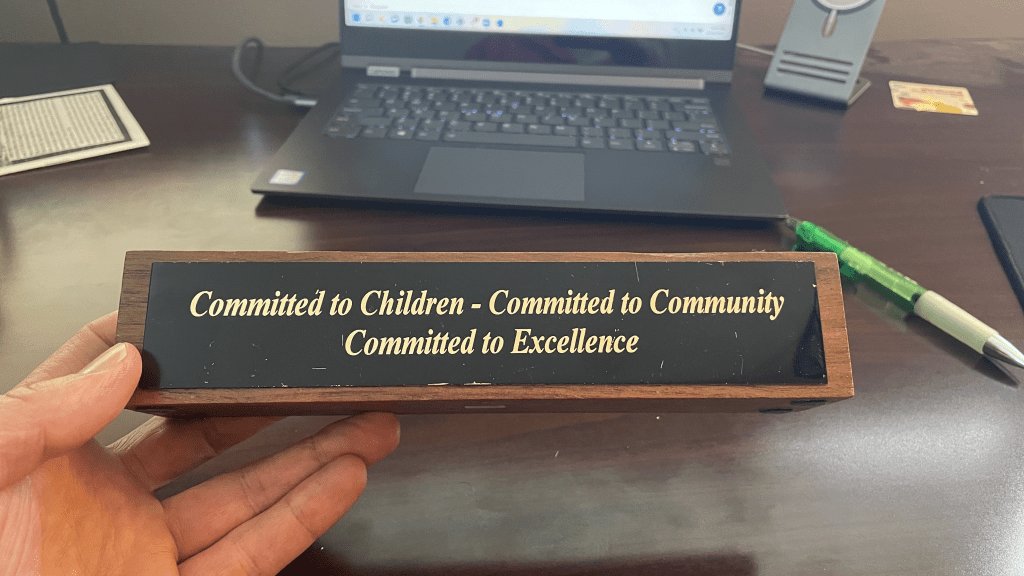 Committed to Children - Committed to Community
Committed to Excellence